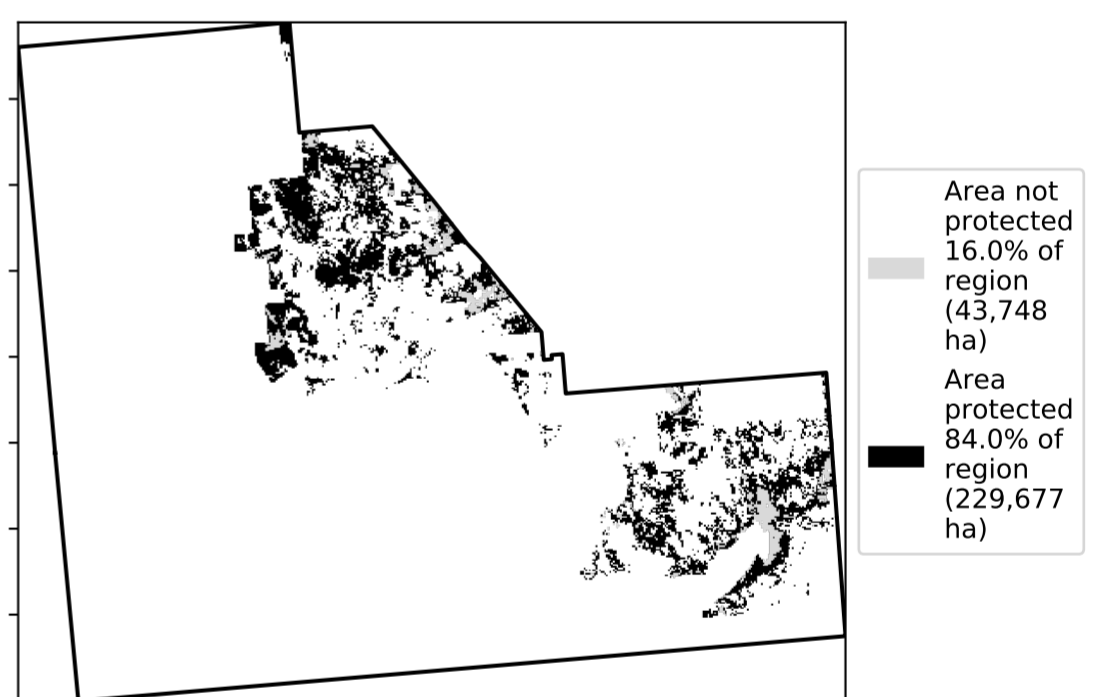 Area not
protected
16.0% of
region
(43,748
ha)
Area
protected
84.0% of
region
(229,677
ha)